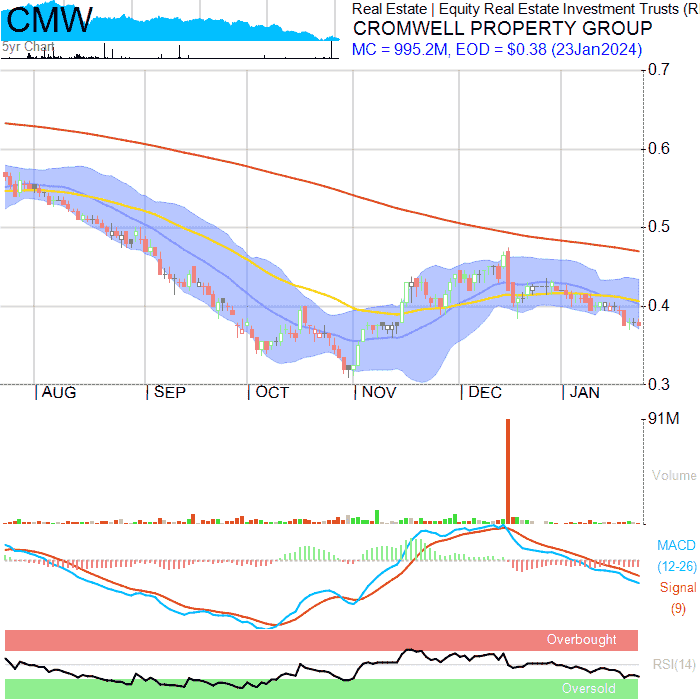 CMW
5yr Chart
Real Estate | Equity Real Estate Investment Trusts (R
CROMWELL PROPERTY GROUP
MC = 995.2M, EOD = $0.38 (23Jan2024)
0.7
0.6
0.5
0.4
0.3
AUG SEP OCT NOV DEC JAN
91M
Volume
MACD
(12-26)
Signal
(9)
Overbought
RSI(14)
Oversold